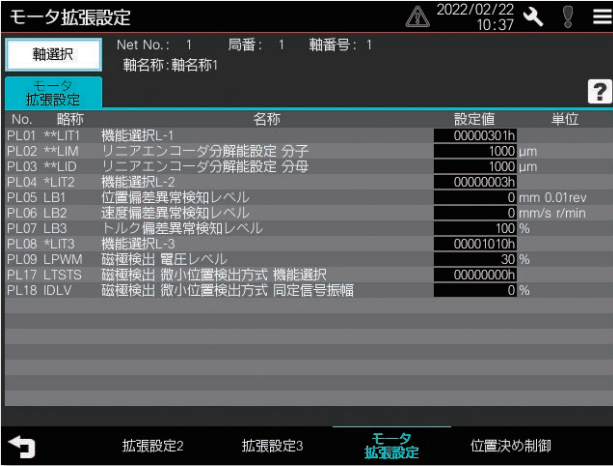 モータ拡張設定
2022/02/22
10:37
軸選択
Net No.: 1 局番: 1 軸番号: 1
軸名称:軸名称1
モータ
拡張設定
?
No. 略称 名称 設定値 単位
PL01 **LIT1 機能選択L-1 00000301h
PL02 **LIM リニアエンコーダ分解能設定 分子 1000 μm
PL03 **LID リニアエンコーダ分解能設定 分母 1000 μm
PL04 *LIT2 機能選択L-2 00000003h
PL05 LB1 位置偏差異常検知レベル 0 mm 0.01rev
PL06 LB2 速度偏差異常検知レベル 0 mm/s r/min
PL07 LB3 トルク偏差異常検知レベル 100 %
PL08 *LIT3 機能選択L-3 00001010h
PL09 LPWM 磁極検出 電圧レベル 30 %
PL17 LTSTS 磁極検出 微小位置検出方式 機能選択 00000000h
PL18 IDLV 磁極検出 微小位置検出方式 同定信号振幅 0 %
拡張設定2 拡張設定3 モータ 拡張設定 位置決め制御